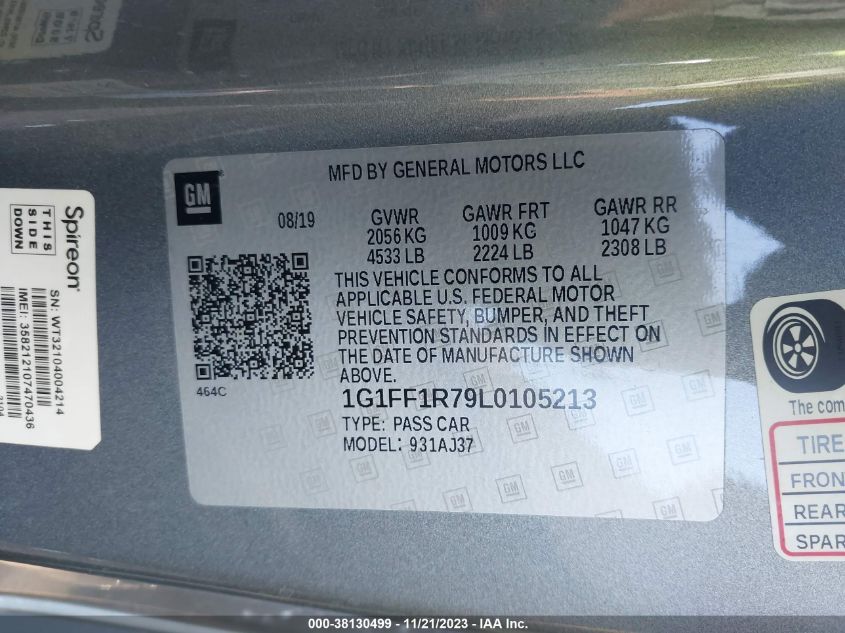 MFD BY GENERAL MOTORS LLC
GM
08/19
GVWR
2056 KG
4533 LB
GAWR FRT
1009 KG
2224 LB
GAWR RR
1047 KG
2308 LB
THIS VEHICLE CONFORMS TO ALL
APPLICABLE U.S. FEDERAL MOTOR
VEHICLE SAFETY, BUMPER, AND THEFT
PREVENTION STANDARDS IN EFFECT ON
THE DATE OF MANUFACTURE SHOWN
ABOVE.
464C
1G1FF1R79L0105213
TYPE: PASS CAR
MODEL: 931AJ37
Spireon
THIS
SIDE
DOWN
SN: WT32104004214
IMEI: 358212107470436
2104
The com
TIRE
FRON
REAR
SPAR
000-38130499 - 11/21/2023 - IAA, Inc.